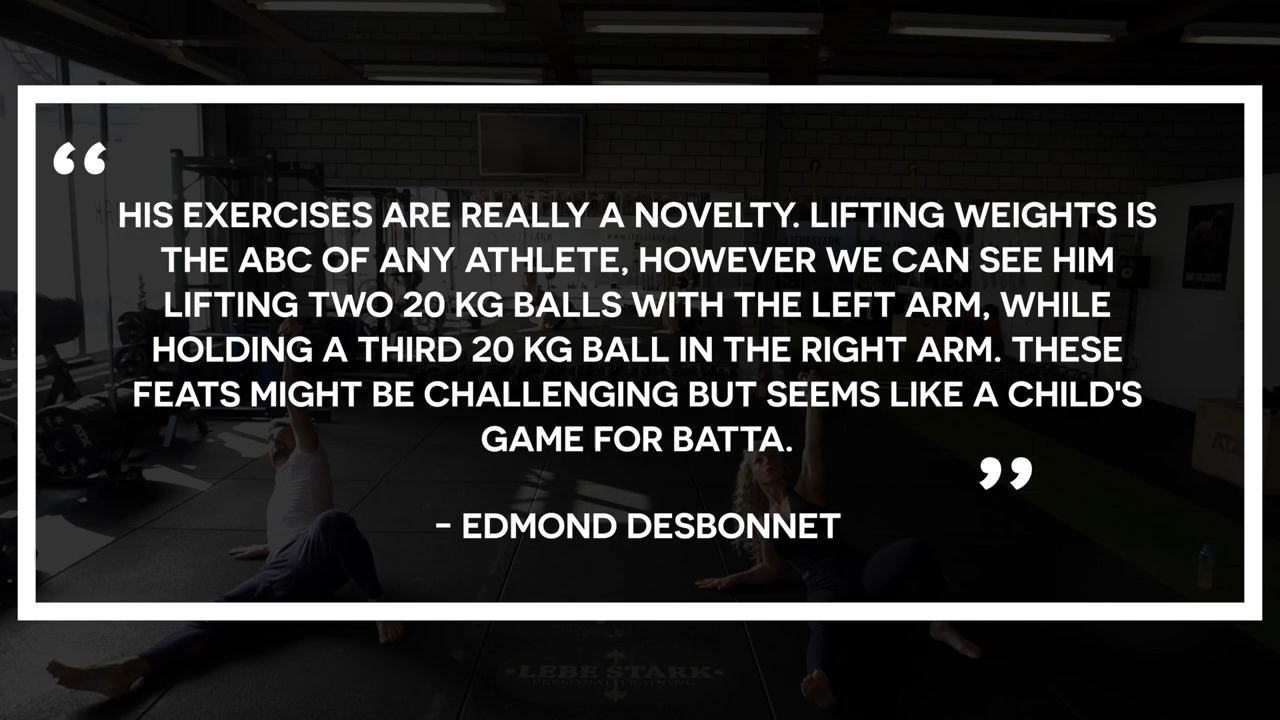 “
HIS EXERCISES ARE REALLY A NOVELTY. LIFTING WEIGHTS IS
THE ABC OF ANY ATHLETE, HOWEVER WE CAN SEE HIM
LIFTING TWO 20 KG BALLS WITH THE LEFT ARM, WHILE
HOLDING A THIRD 20 KG BALL IN THE RIGHT ARM. THESE
FEATS MIGHT BE CHALLENGING BUT SEEMS LIKE A CHILD'S
GAME FOR BATTA.
”
- EDMOND DESBONNET
•LEBE STARK•
PERSONAL TRAINING